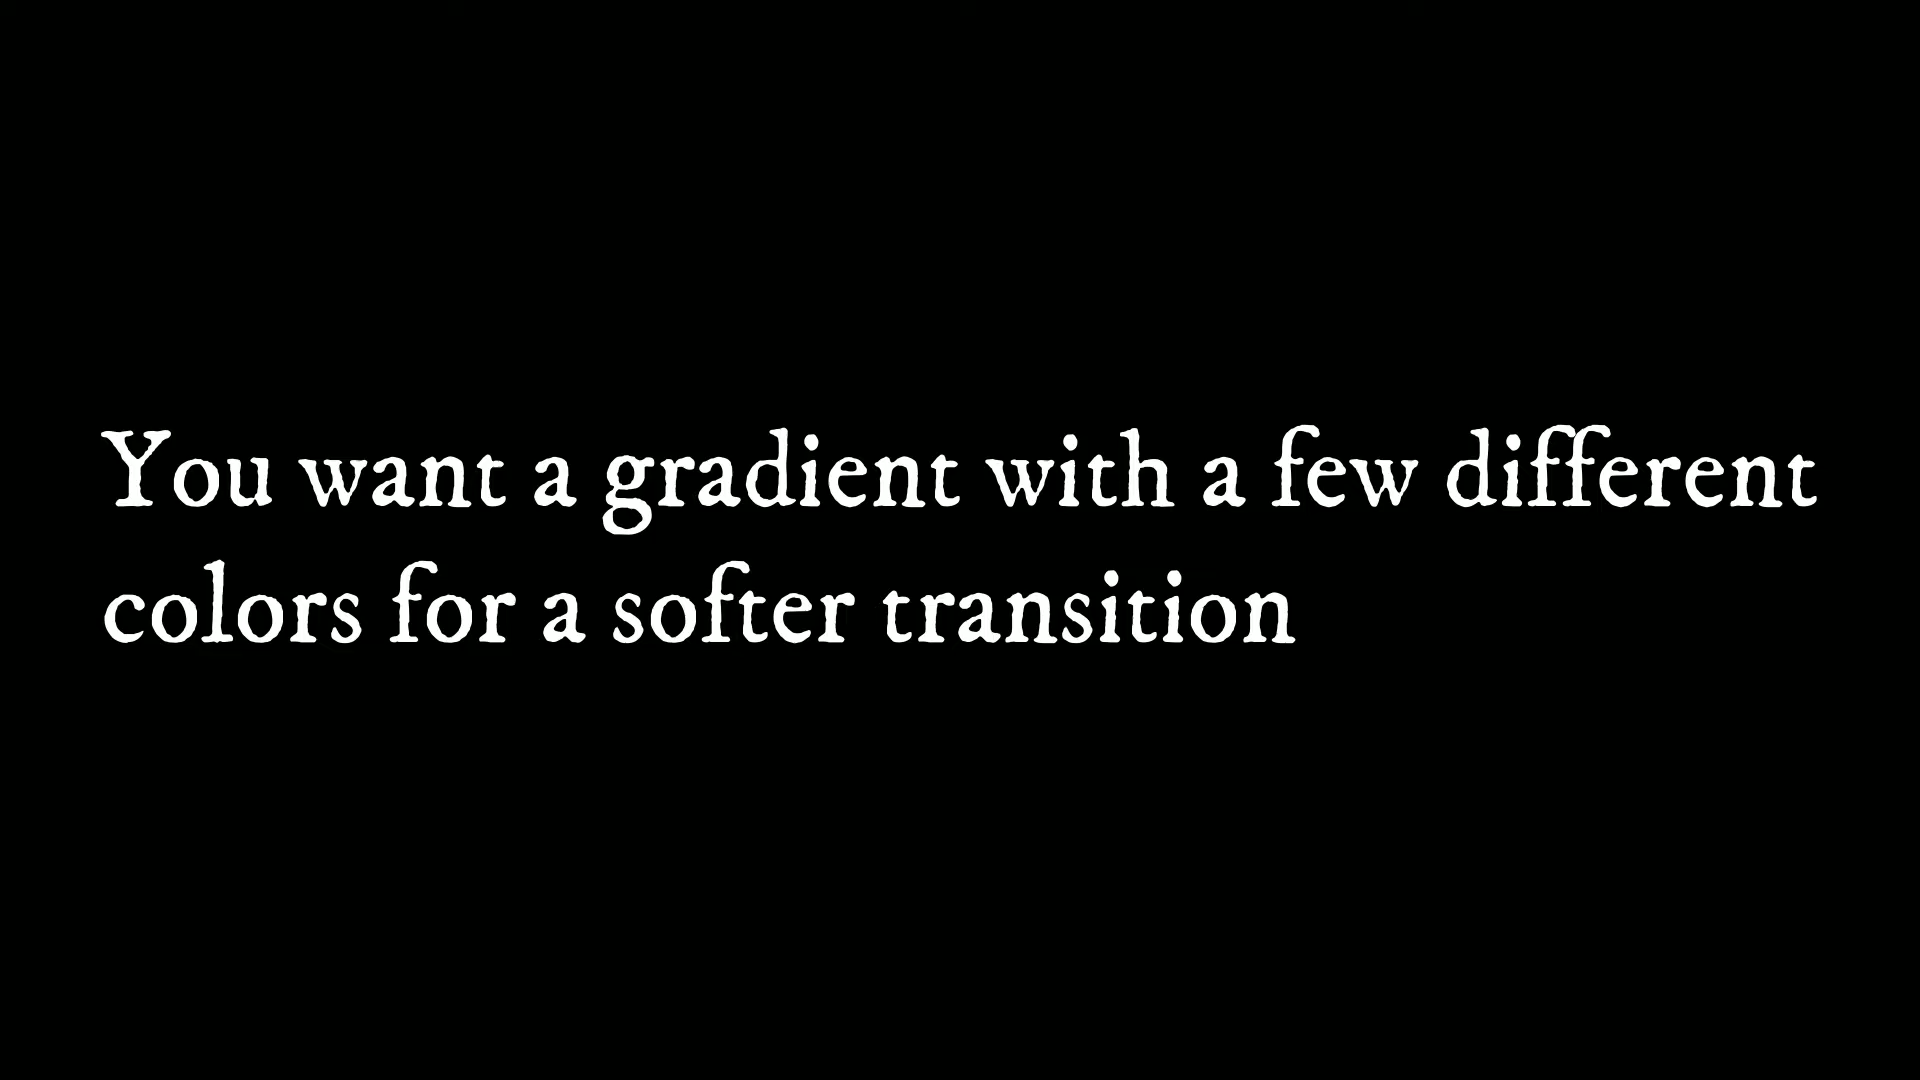 You want a gradient with a few different
colors for a softer transition